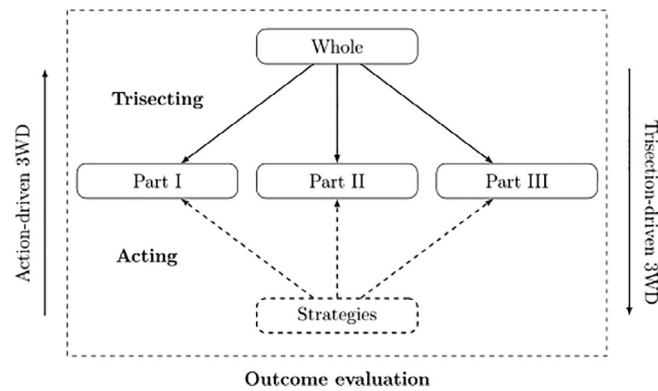 Whole
Trisecting
Action-driven 3WD
Trisection-driven 3WD
Part I
Part II
Part III
Acting
Strategies
Outcome evaluation